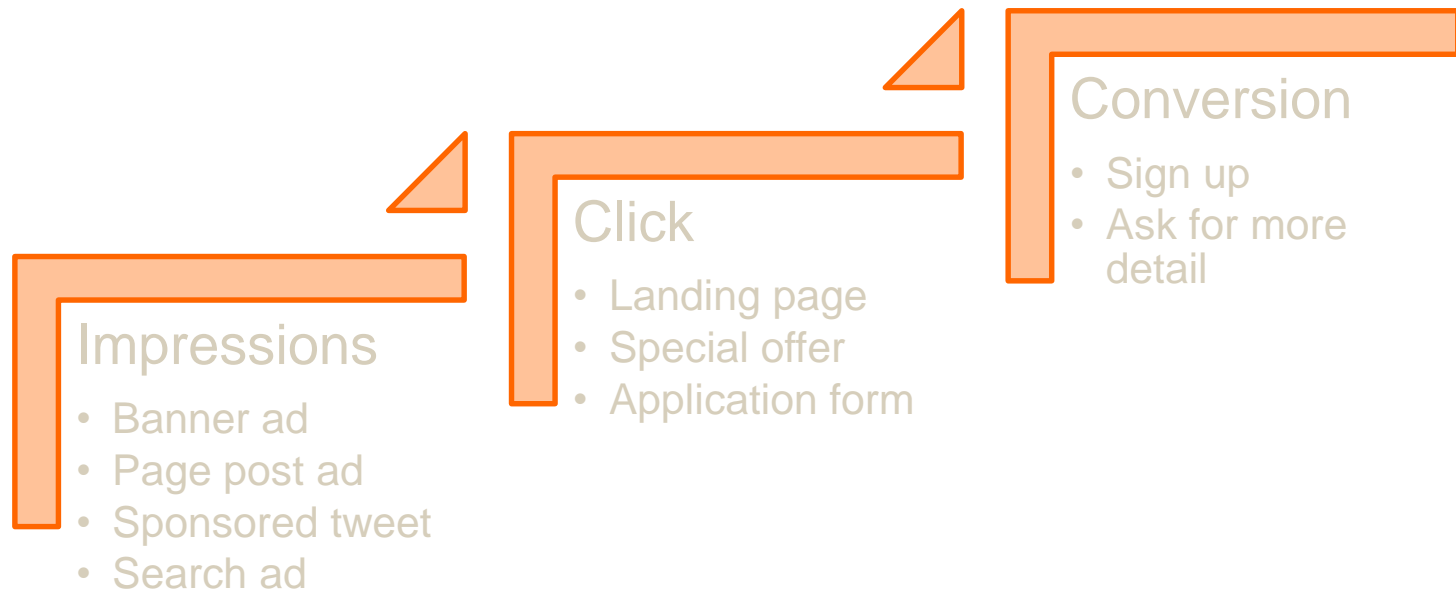 Impressions
• Banner ad
• Page post ad
• Sponsored tweet
• Search ad
Click
• Landing page
• Special offer
• Application form
Conversion
• Sign up
• Ask for more
detail